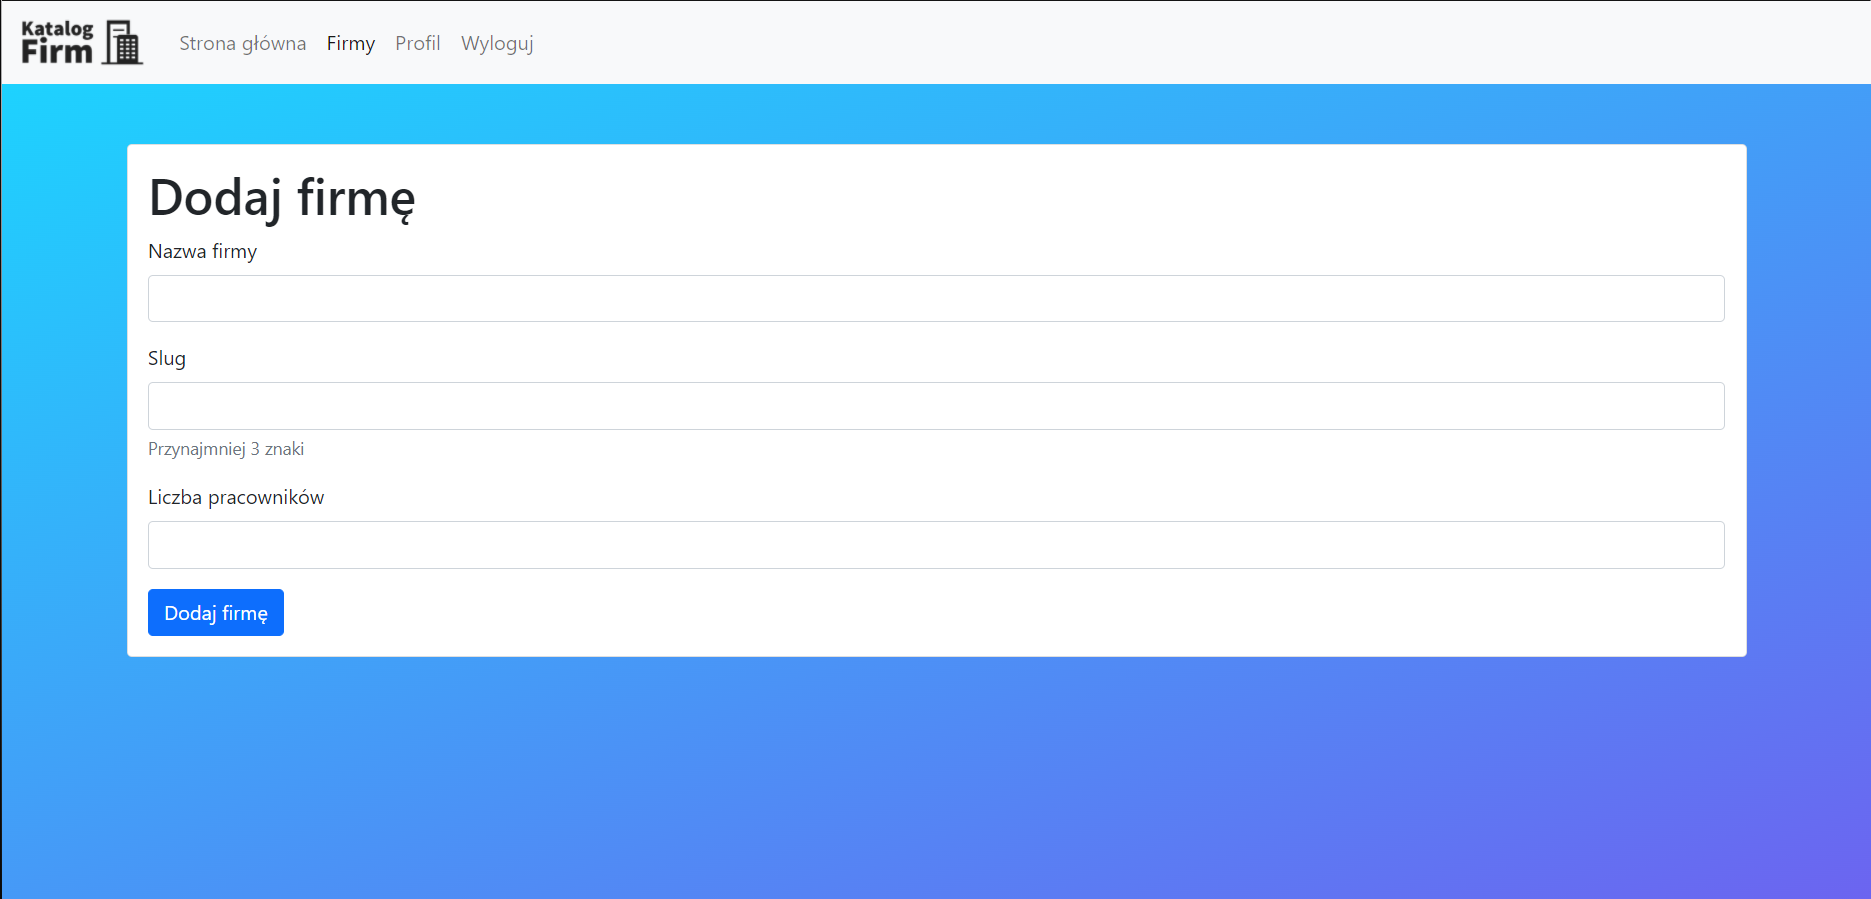 Katalog
Firm
Strona główna Firmy Profil Wyloguj
Dodaj firmę
Nazwa firmy
Slug
Przynajmniej 3 znaki
Liczba pracowników
Dodaj firmę